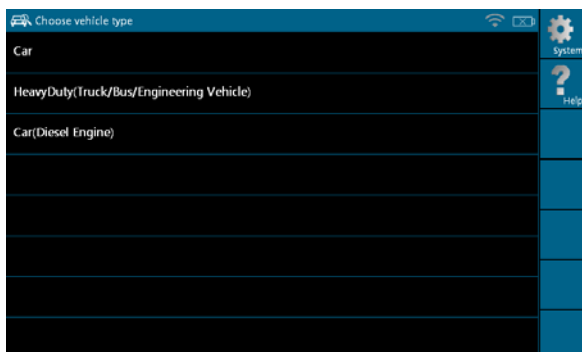 Choose vehicle type
System
Car
Help
HeavyDuty(Truck/Bus/Engineering Vehicle)
Car(Diesel Engine)